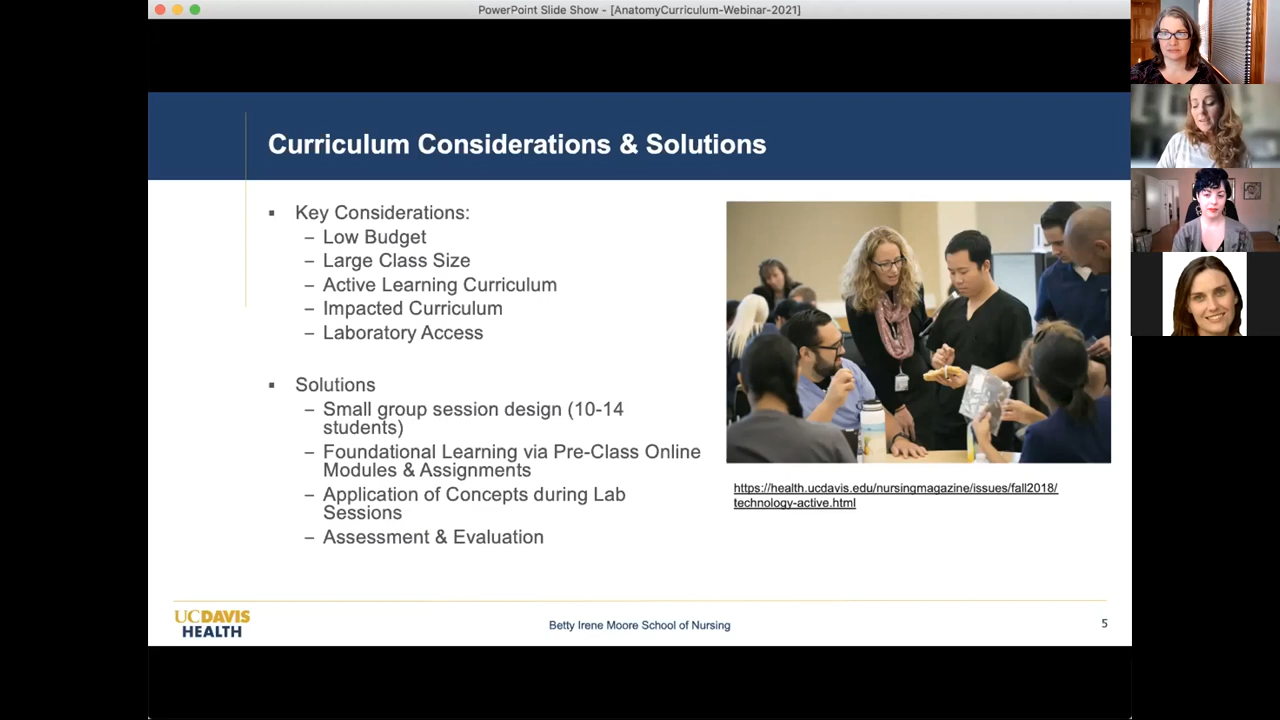 PowerPoint Slide Show - [AnatomyCurriculum-Webinar-2021]
Curriculum Considerations & Solutions
▪ Key Considerations:
– Low Budget
– Large Class Size
– Active Learning Curriculum
– Impacted Curriculum
– Laboratory Access
▪ Solutions
– Small group session design (10-14
students)
– Foundational Learning via Pre-Class Online
Modules & Assignments
– Application of Concepts during Lab
Sessions
– Assessment & Evaluation
https://health.ucdavis.edu/nursingmagazine/issues/fall2018/
technology-active.html
UCDAVIS
HEALTH
Betty Irene Moore School of Nursing
5